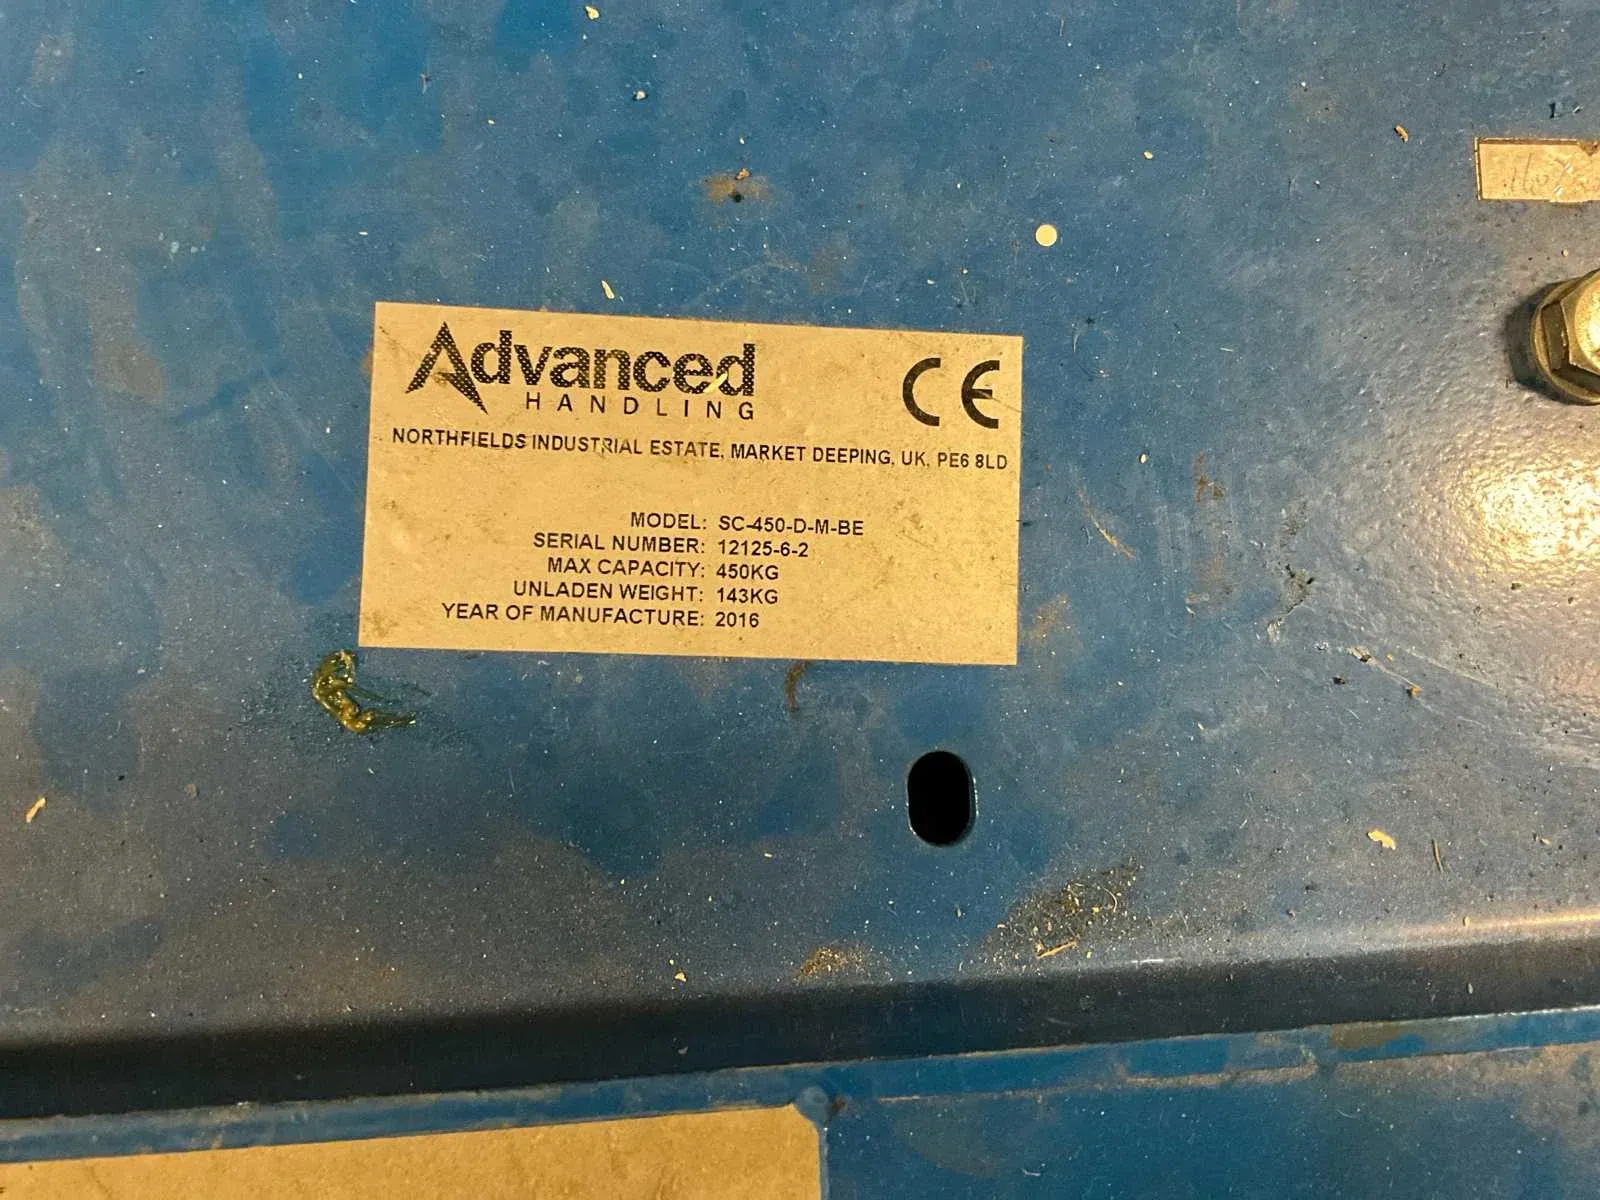 Advanced
HANDLING
CE
NORTHFIELDS INDUSTRIAL ESTATE, MARKET DEEPING, UK, PE6 8LD
MODEL: SC-450-D-M-BE
SERIAL NUMBER: 12125-6-2
MAX CAPACITY: 450KG
UNLADEN WEIGHT: 143KG
YEAR OF MANUFACTURE: 2016